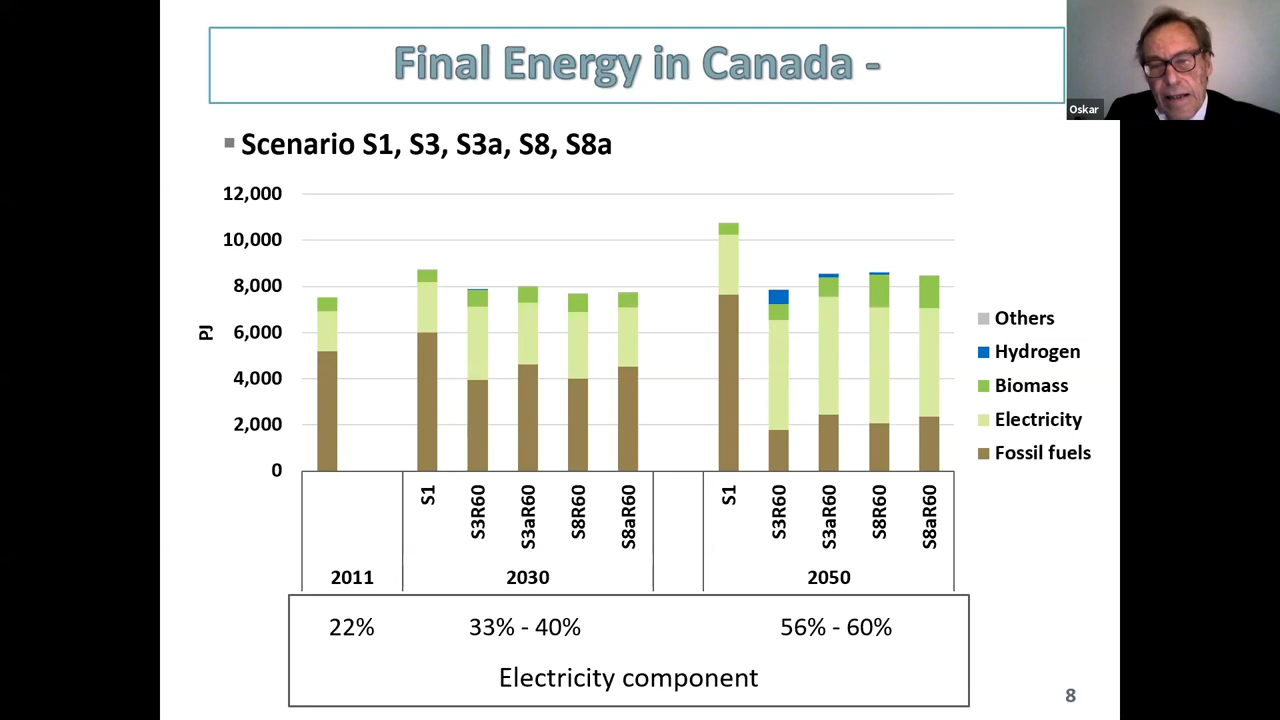 Final Energy in Canada -
Oskar
Scenario S1, S3, S3a, S8, S8a
12,000
10,000
8,000
6,000
4,000
2,000
0
PJ
Others
Hydrogen
Biomass
Electricity
Fossil fuels
S1
S3R60
S3aR60
S8R60
S8aR60
S1
S3R60
S3aR60
S8R60
S8aR60
2011 2030 2050
22% 33% - 40% 56% - 60%
Electricity component
8